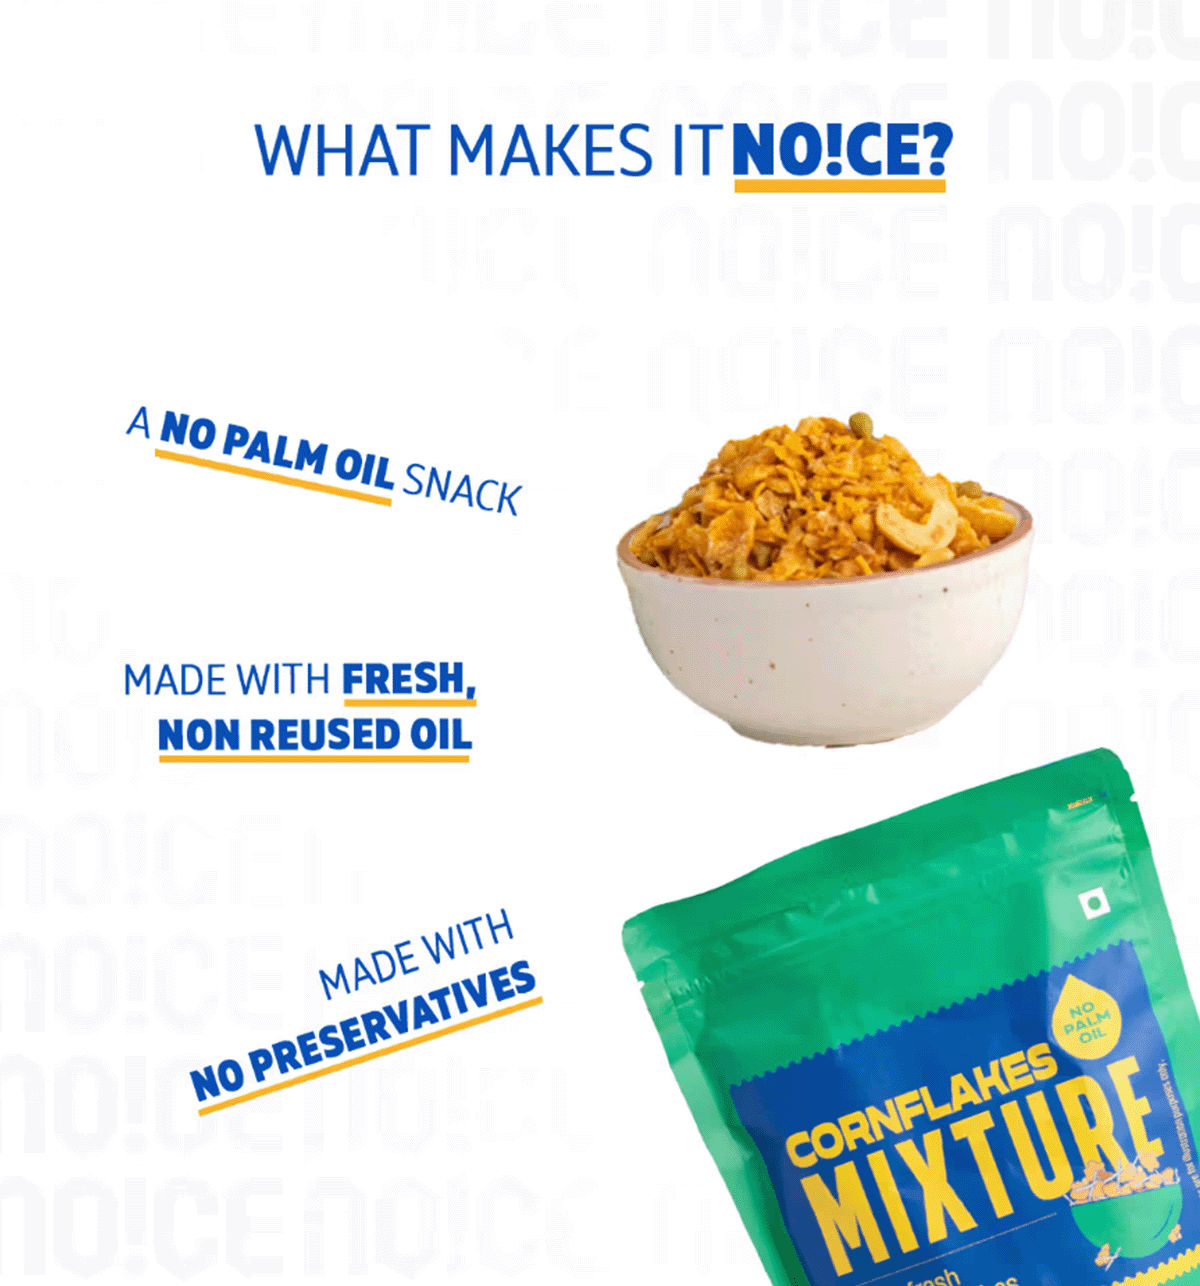 WHAT MAKES IT NO!CE?
A NO PALM OIL SNACK
MADE WITH FRESH,
NON REUSED OIL
MADE WITH
NO PRESERVATIVES
NO
PALM
OIL
CORNFLAKES
MIXTURE
fresh